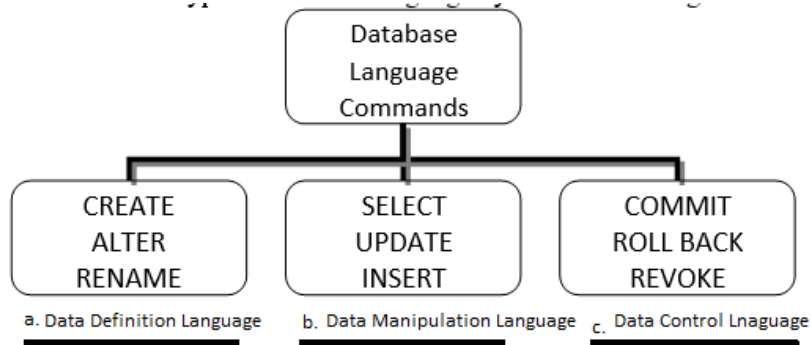 Database
Language
Commands
CREATE
ALTER
RENAME
SELECT
UPDATE
INSERT
COMMIT
ROLL BACK
REVOKE
a. Data Definition Language
b. Data Manipulation Language
c. Data Control Lnaguage